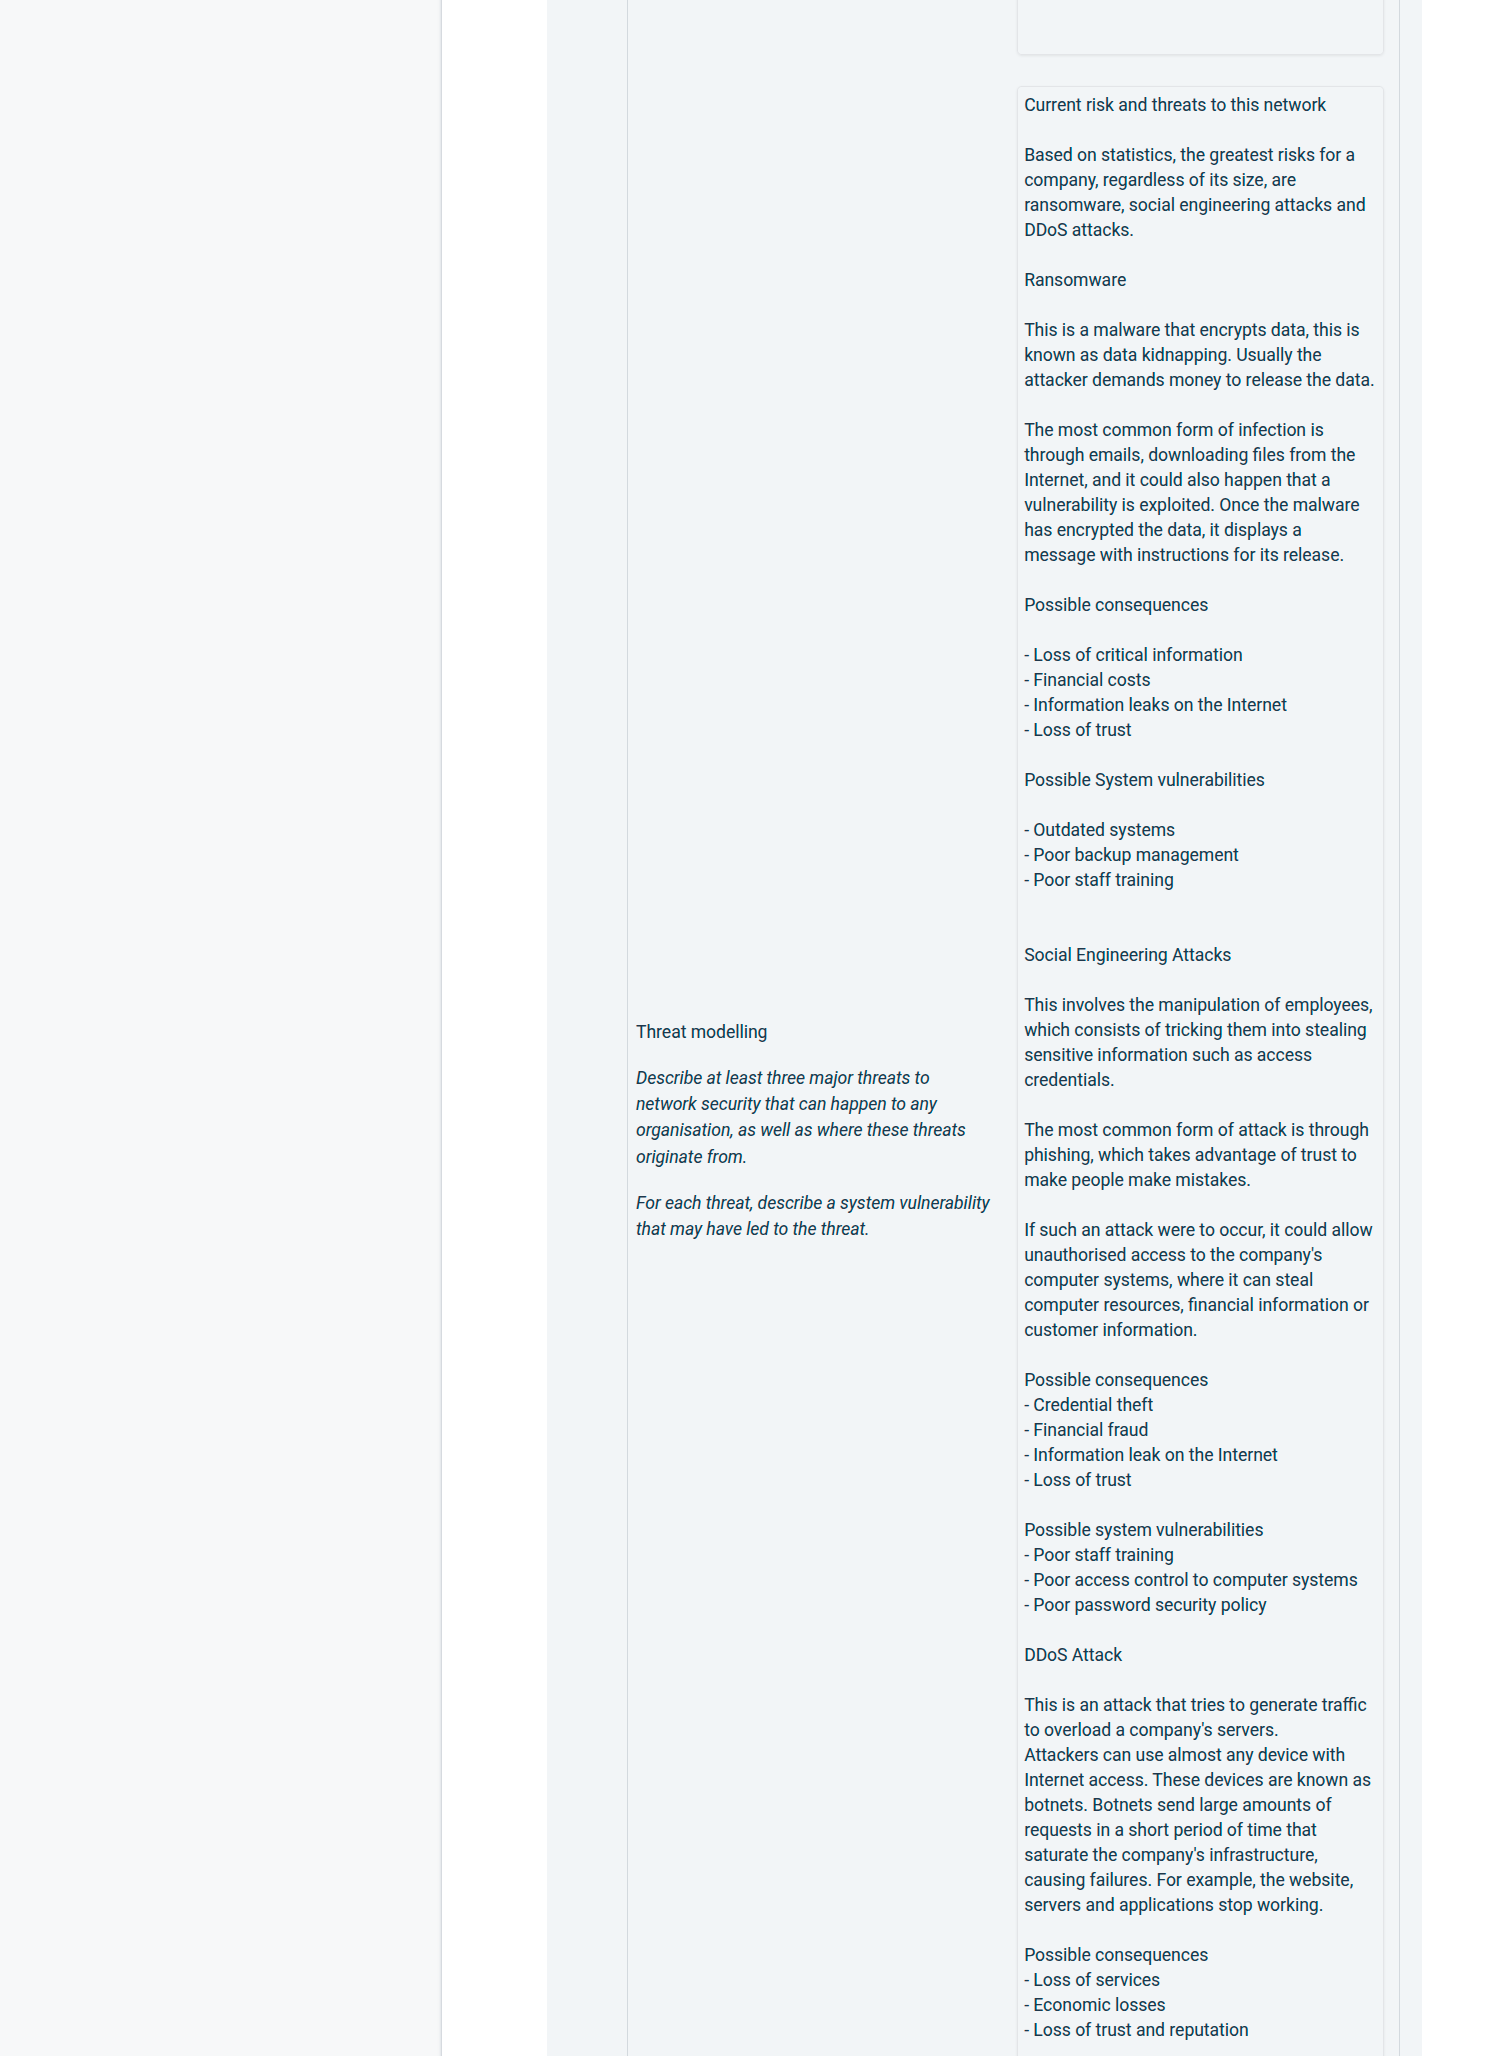 Threat modelling
Describe at least three major threats to
network security that can happen to any
organisation, as well as where these threats
originate from.
For each threat, describe a system vulnerability
that may have led to the threat.
Current risk and threats to this network
Based on statistics, the greatest risks for a
company, regardless of its size, are
ransomware, social engineering attacks and
DDoS attacks.
Ransomware
This is a malware that encrypts data, this is
known as data kidnapping. Usually the
attacker demands money to release the data.
The most common form of infection is
through emails, downloading files from the
Internet, and it could also happen that a
vulnerability is exploited. Once the malware
has encrypted the data, it displays a
message with instructions for its release.
Possible consequences
- Loss of critical information
- Financial costs
- Information leaks on the Internet
- Loss of trust
Possible System vulnerabilities
- Outdated systems
- Poor backup management
- Poor staff training
Social Engineering Attacks
This involves the manipulation of employees,
which consists of tricking them into stealing
sensitive information such as access
credentials.
The most common form of attack is through
phishing, which takes advantage of trust to
make people make mistakes.
If such an attack were to occur, it could allow
unauthorised access to the company's
computer systems, where it can steal
computer resources, financial information or
customer information.
Possible consequences
- Credential theft
- Financial fraud
- Information leak on the Internet
- Loss of trust
Possible system vulnerabilities
- Poor staff training
- Poor access control to computer systems
- Poor password security policy
DDoS Attack
This is an attack that tries to generate traffic
to overload a company's servers.
Attackers can use almost any device with
Internet access. These devices are known as
botnets. Botnets send large amounts of
requests in a short period of time that
saturate the company's infrastructure,
causing failures. For example, the website,
servers and applications stop working.
Possible consequences
- Loss of services
- Economic losses
- Loss of trust and reputation